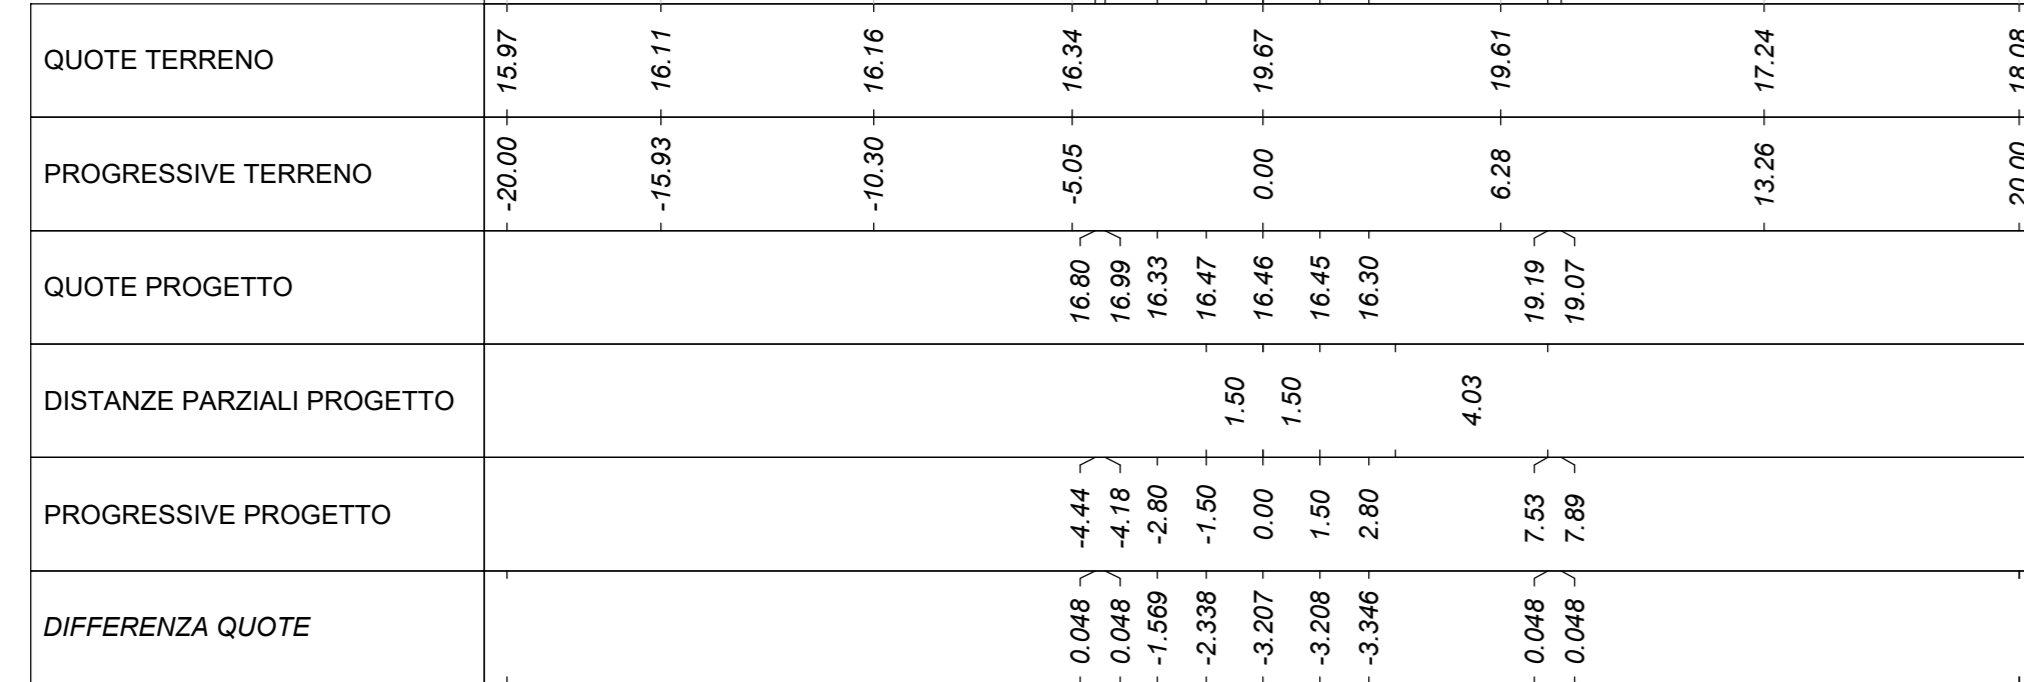 QUOTE TERRENO 15.97 16.11 16.16 16.34 19.67 19.61 17.24 18.08
PROGRESSIVE TERRENO -20.00 -15.93 -10.30 -5.05 0.00 6.28 13.26 20.00
QUOTE PROGETTO 16.80 16.99 16.33 16.47 16.46 16.45 16.30 19.19 19.07
DISTANZE PARZIALI PROGETTO 1.50 1.50 4.03
PROGRESSIVE PROGETTO -4.44 -4.18 -2.80 -1.50 0.00 1.50 2.80 7.53 7.89
DIFFERENZA QUOTE 0.048 0.048 -1.569 -2.338 -3.207 -3.208 -3.346 0.048 0.048